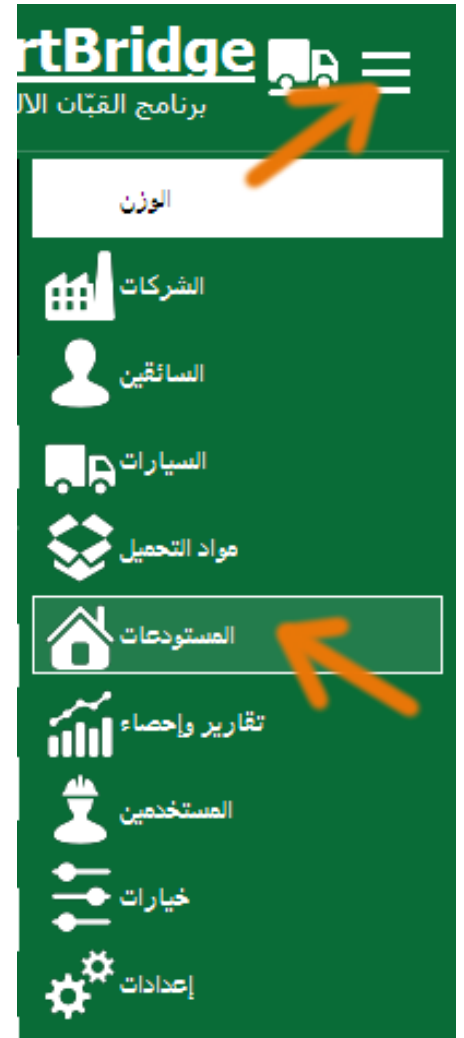 rtBridge
برنامج القبّان الال
الوزن
الشركات
السائقين
السيارات
مواد التحميل
المستودعات
تقارير وإحصاء
المستخدمين
خيارات
إعدادات